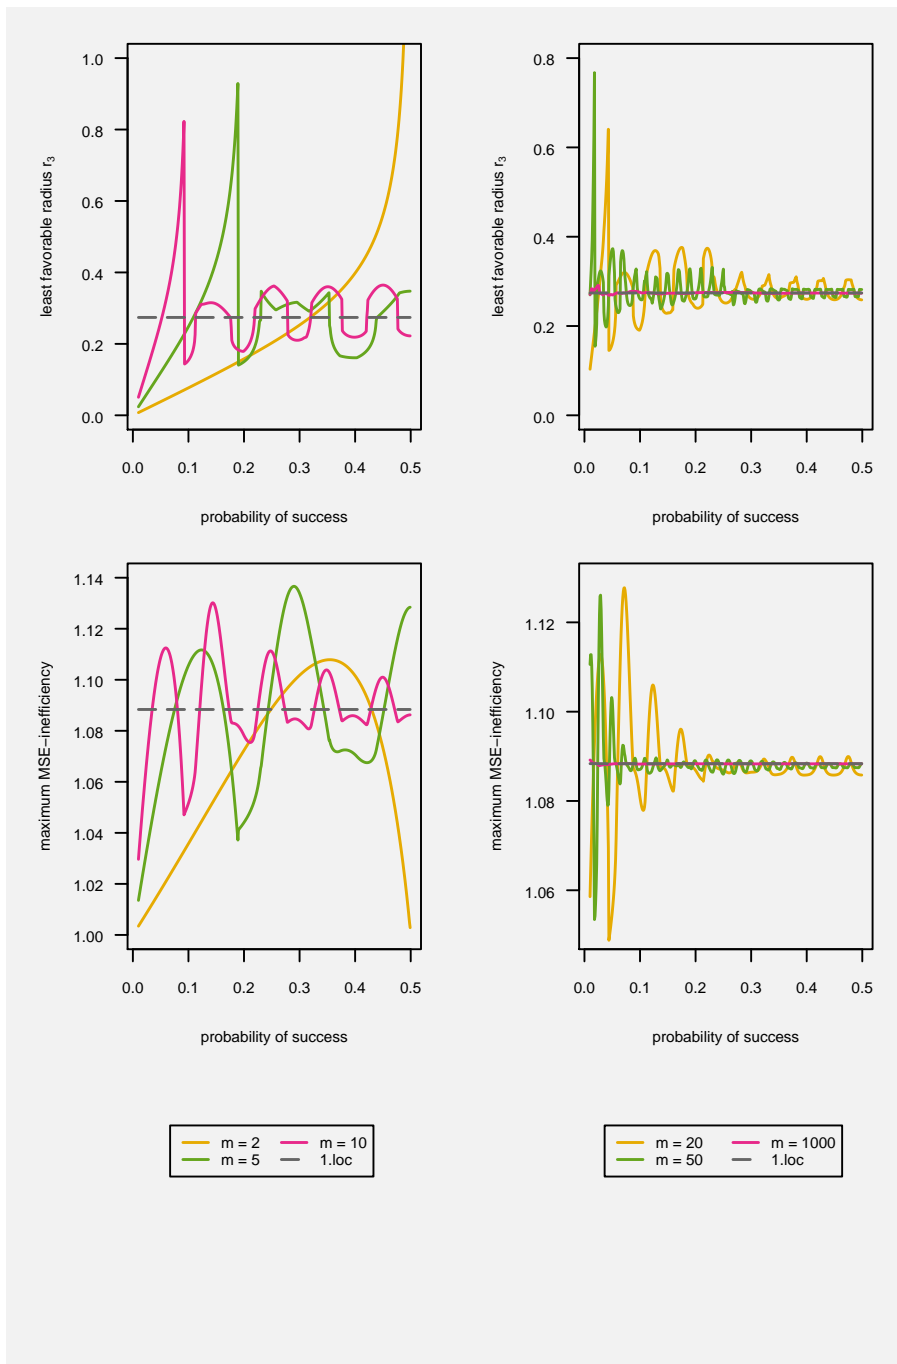 least favorable radius r3
1.0
0.8
0.6
0.4
0.2
0.0
0.0 0.1 0.2 0.3 0.4 0.5
probability of success
least favorable radius r3
0.8
0.6
0.4
0.2
0.0
0.0 0.1 0.2 0.3 0.4 0.5
probability of success
maximum MSE−inefficiency
1.14
1.12
1.10
1.08
1.06
1.04
1.02
1.00
0.0 0.1 0.2 0.3 0.4 0.5
probability of success
maximum MSE−inefficiency
1.12
1.10
1.08
1.06
0.0 0.1 0.2 0.3 0.4 0.5
probability of success
m = 2 m = 10
m = 5 1.loc
m = 20 m = 1000
m = 50 1.loc